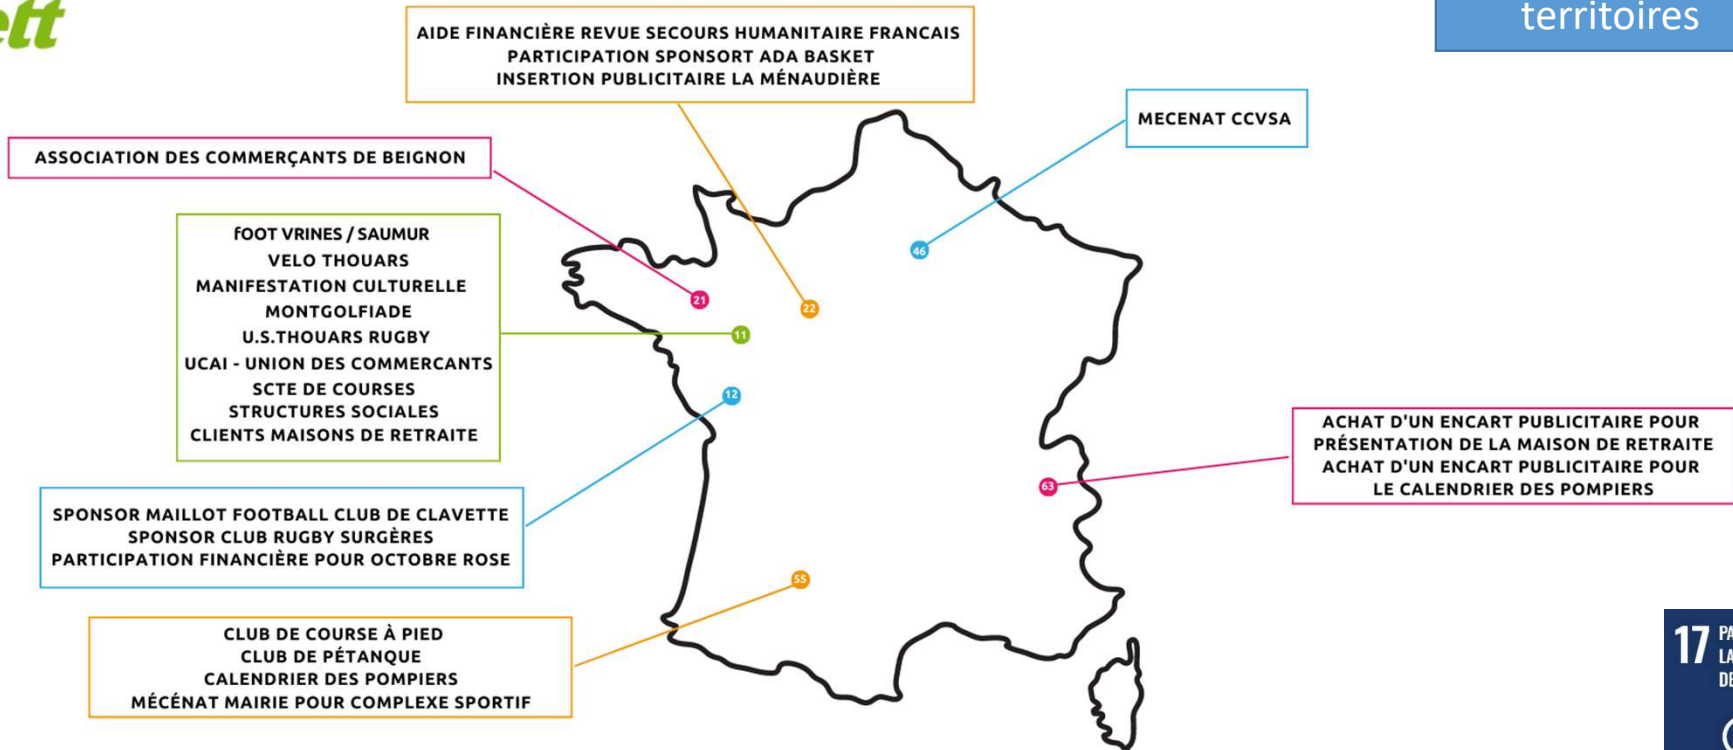 territoires
AIDE FINANCIÈRE REVUE SECOURS HUMANITAIRE FRANCAIS
PARTICIPATION SPONSORT ADA BASKET
INSERTION PUBLICITAIRE LA MÉNAUDIÈRE
MECENAT CCVSA
ASSOCIATION DES COMMERÇANTS DE BEIGNON
fOOT VRINES / SAUMUR
VELO THOUARS
MANIFESTATION CULTURELLE
MONTGOLFIADE
U.S.THOUARS RUGBY
UCAI - UNION DES COMMERCANTS
SCTE DE COURSES
STRUCTURES SOCIALES
CLIENTS MAISONS DE RETRAITE
46
21
22
11
12
ACHAT D'UN ENCART PUBLICITAIRE POUR
PRÉSENTATION DE LA MAISON DE RETRAITE
ACHAT D'UN ENCART PUBLICITAIRE POUR
LE CALENDRIER DES POMPIERS
63
SPONSOR MAILLOT FOOTBALL CLUB DE CLAVETTE
SPONSOR CLUB RUGBY SURGÈRES
PARTICIPATION FINANCIÈRE POUR OCTOBRE ROSE
55
CLUB DE COURSE À PIED
CLUB DE PÉTANQUE
CALENDRIER DES POMPIERS
MÉCÉNAT MAIRIE POUR COMPLEXE SPORTIF
17